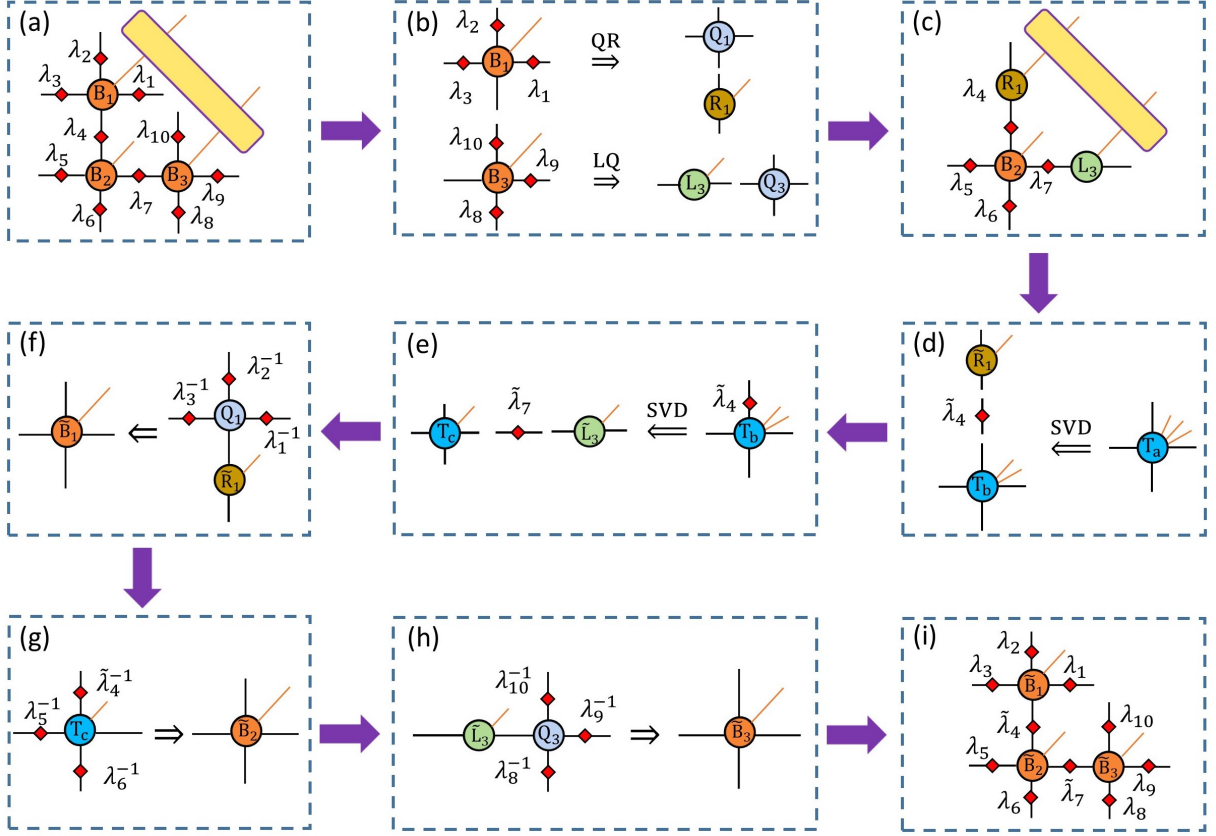 (a)
λ₂
λ₃ B₁ λ₁
λ₄ λ₁₀
λ₅ B₂ B₃
λ₆ λ₇ λ₈ λ₉
(b)
λ₂
B₁ QR Q₁
⇒
λ₃ λ₁
R₁
λ₁₀
B₃ λ₉ LQ
⇒ L₃ Q₃
λ₈
(c)
λ₄ R₁
B₂ L₃
λ₅ λ₇
λ₆
(d)
R̃₁
λ̃₄ SVD
⇐ Tₐ
T_b
(e)
λ̃₇ λ̃₄
T_c L̃₃ SVD T_b
⇐
(f)
λ₂⁻¹
λ₃⁻¹
B̃₁ ⇐ Q₁
λ₁⁻¹
R̃₁
(g)
λ̃₄⁻¹
λ₅⁻¹
T_c ⇒ B̃₂
λ₆⁻¹
(h)
λ₁₀⁻¹
λ₉⁻¹
L̃₃ Q₃ ⇒ B̃₃
λ₈⁻¹
(i)
λ₂
λ₃ B̃₁ λ₁
λ̃₄ λ₁₀
λ₅ B̃₂ B̃₃
λ₆ λ̃₇ λ₈ λ₉